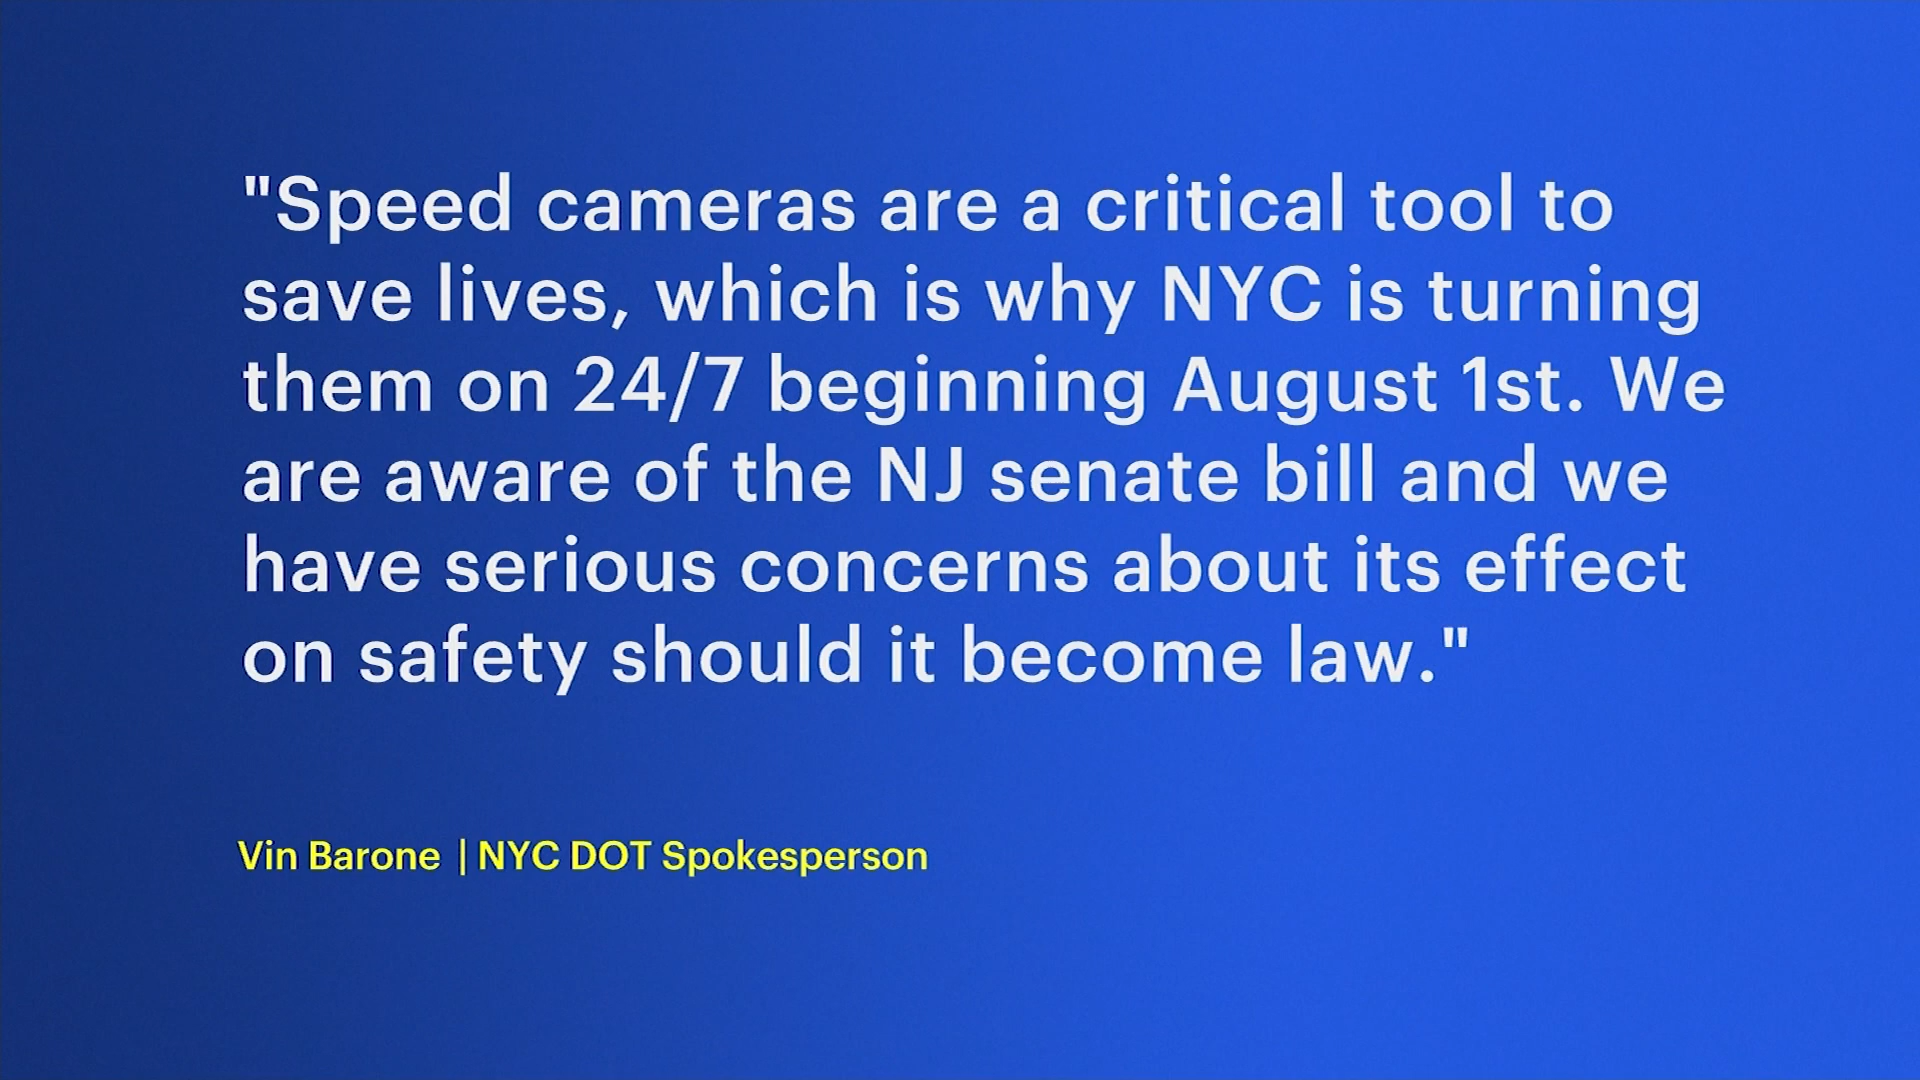 "Speed cameras are a critical tool to
save lives, which is why NYC is turning
them on 24/7 beginning August 1st. We
are aware of the NJ senate bill and we
have serious concerns about its effect
on safety should it become law."
Vin Barone | NYC DOT Spokesperson